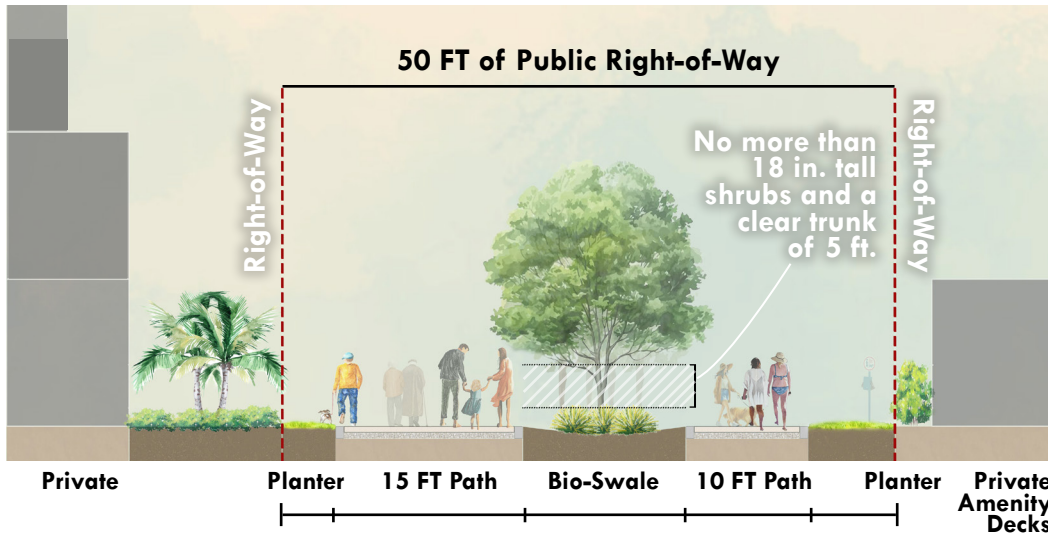 50 FT of Public Right-of-Way
Right-of-Way
No more than
18 in. tall
shrubs and a
clear trunk
of 5 ft.
Right-of-Way
Private
Planter
15 FT Path
Bio-Swale
10 FT Path
Planter
Private
Amenity
Decks